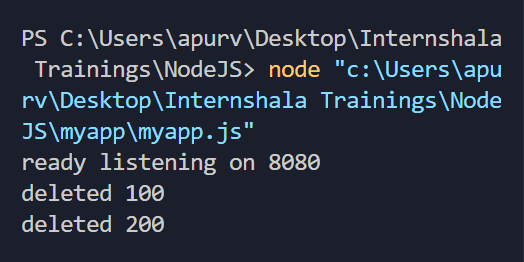 PS C:\Users\apurv\Desktop\Internshala
Trainings\NodeJS> node "c:\Users\apu
rv\Desktop\Internshala Trainings\Node
JS\myapp\myapp.js"
ready listening on 8080
deleted 100
deleted 200